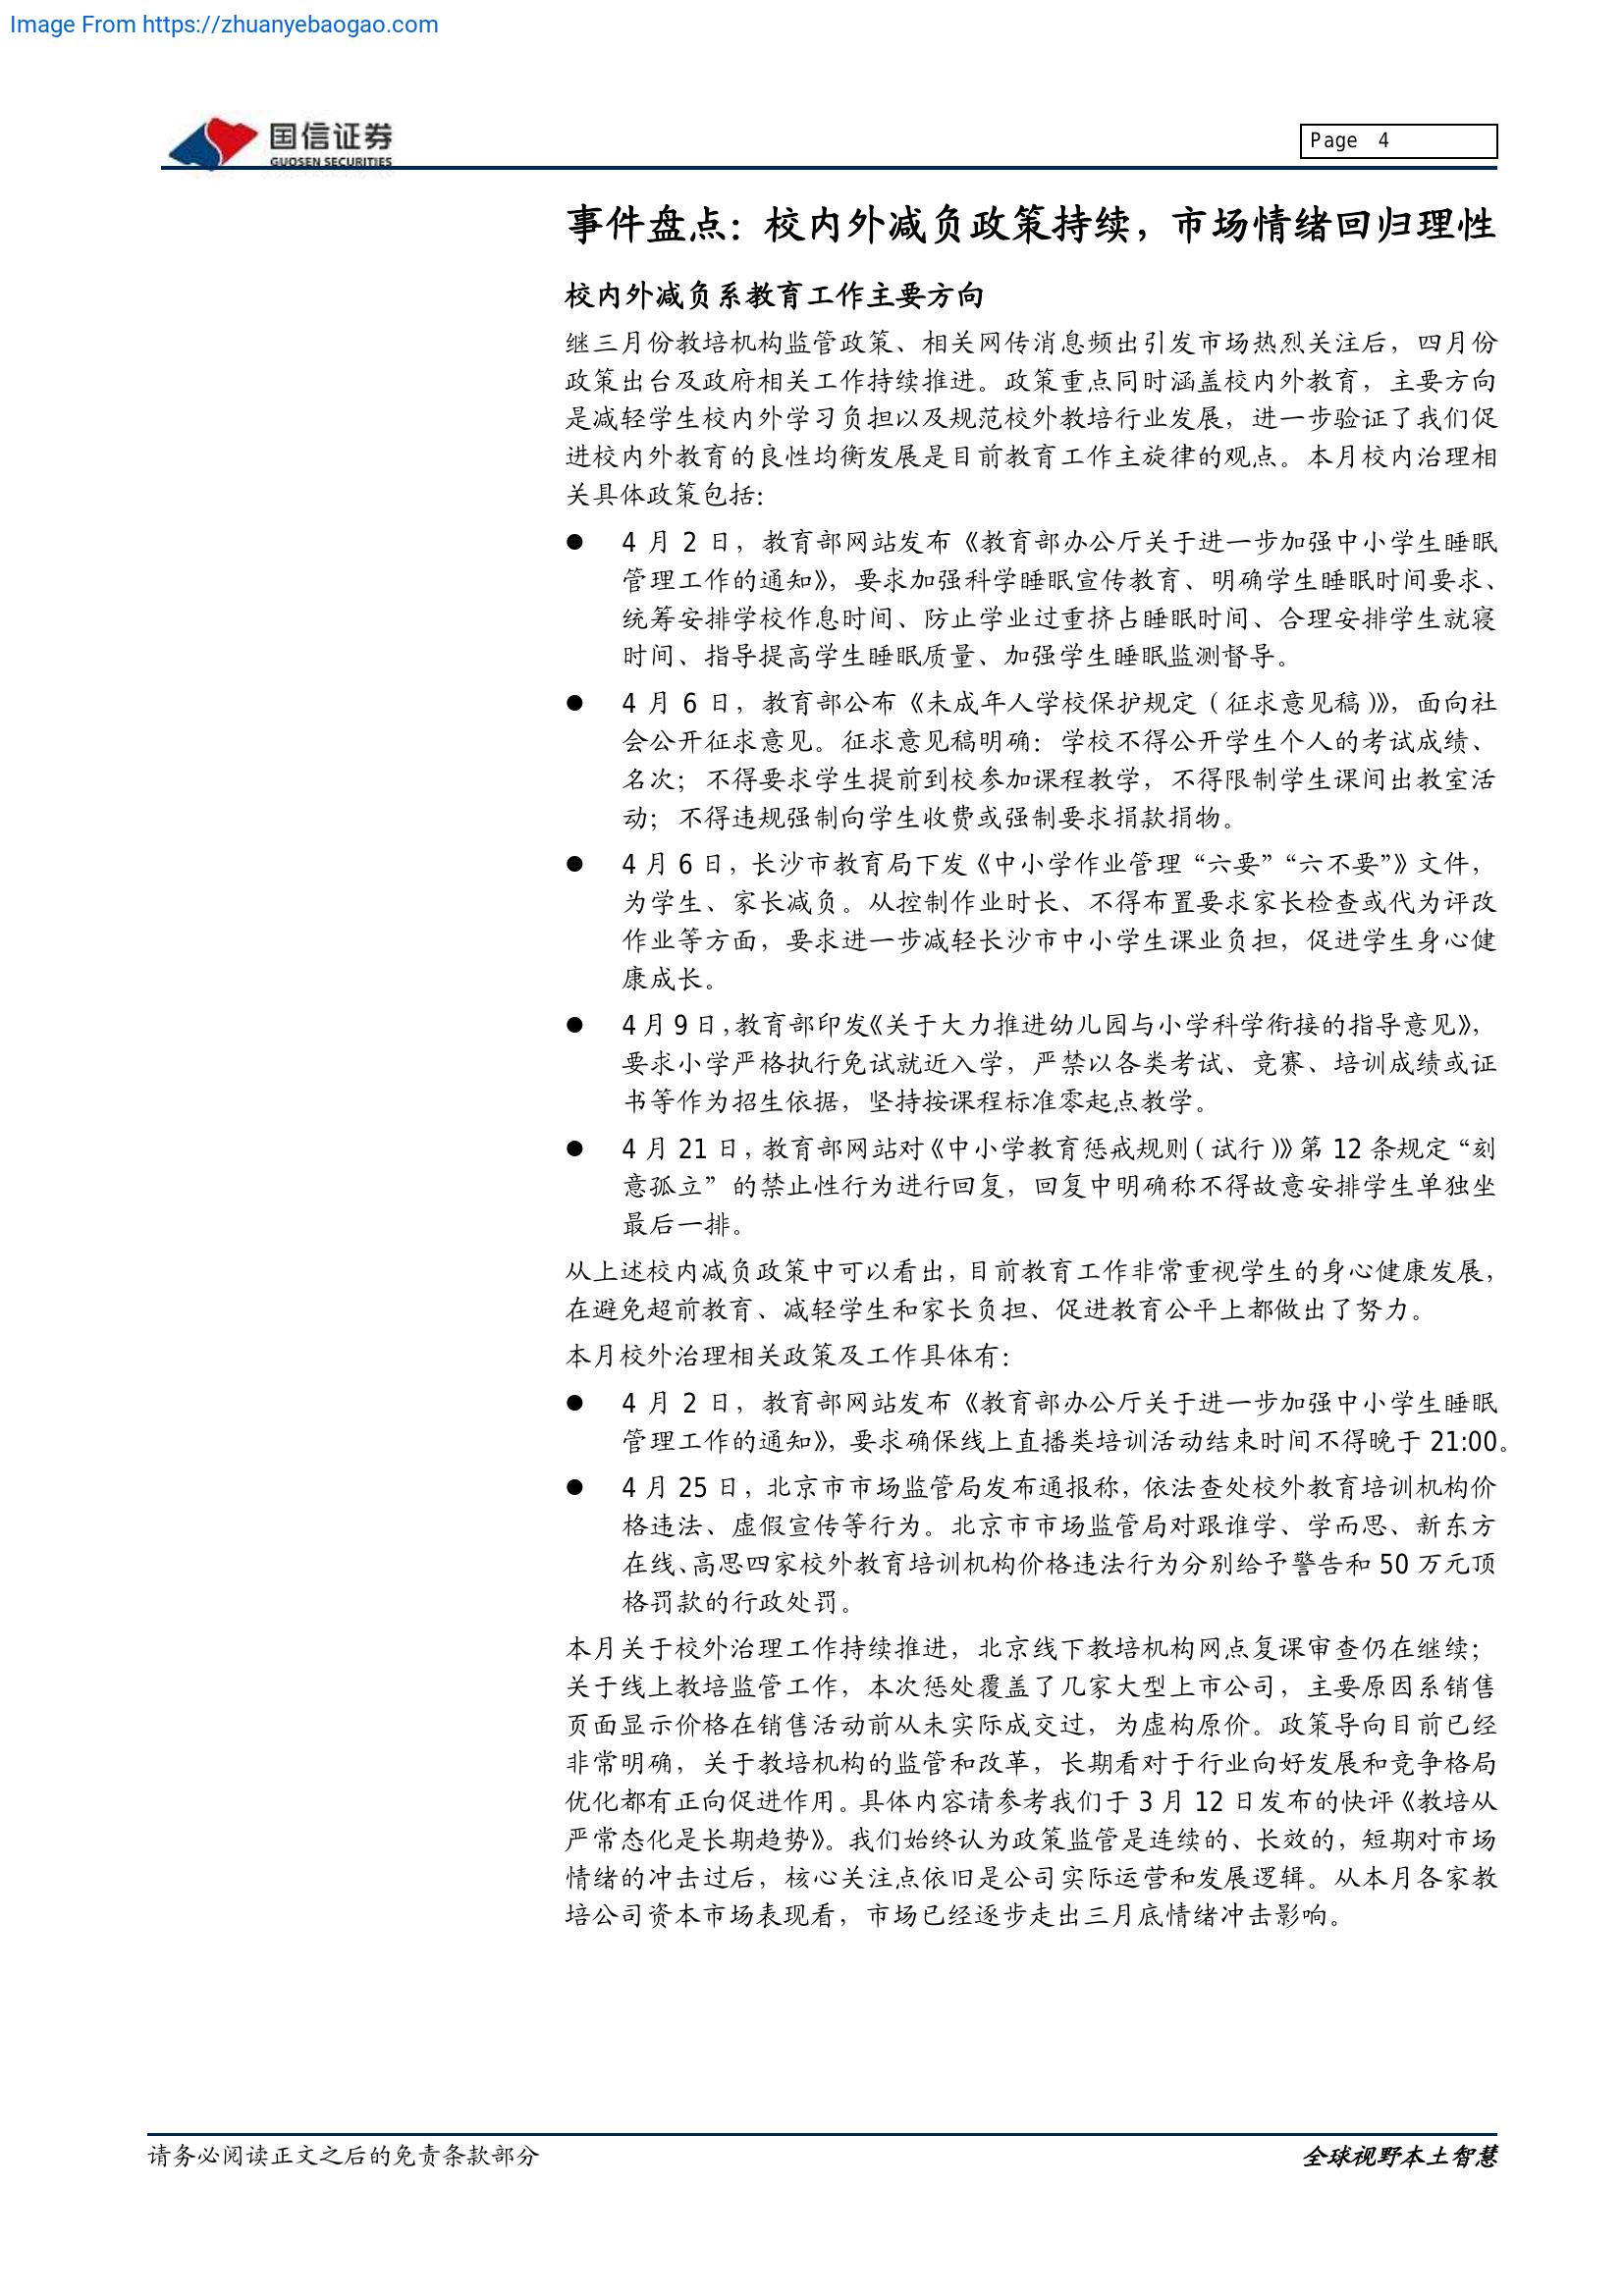 Image From https://zhuanyebaogao.com
国信证券
GUOSEN SECURITIES
Page 4
事件盘点：校内外减负政策持续，市场情绪回归理性
校内外减负系教育工作主要方向
继三月份教培机构监管政策、相关网传消息频出引发市场热烈关注后，四月份
政策出台及政府相关工作持续推进。政策重点同时涵盖校内外教育，主要方向
是减轻学生校内外学习负担以及规范校外教培行业发展，进一步验证了我们促
进校内外教育的良性均衡发展是目前教育工作主旋律的观点。本月校内治理相
关具体政策包括：
● 4 月 2 日，教育部网站发布《教育部办公厅关于进一步加强中小学生睡眠
管理工作的通知》，要求加强科学睡眠宣传教育、明确学生睡眠时间要求、
统筹安排学校作息时间、防止学业过重挤占睡眠时间、合理安排学生就寝
时间、指导提高学生睡眠质量、加强学生睡眠监测督导。
● 4 月 6 日，教育部公布《未成年人学校保护规定（征求意见稿）》，面向社
会公开征求意见。征求意见稿明确：学校不得公开学生个人的考试成绩、
名次；不得要求学生提前到校参加课程教学，不得限制学生课间出教室活
动；不得违规强制向学生收费或强制要求捐款捐物。
● 4 月 6 日，长沙市教育局下发《中小学作业管理“六要”“六不要”》文件，
为学生、家长减负。从控制作业时长、不得布置要求家长检查或代为评改
作业等方面，要求进一步减轻长沙市中小学生课业负担，促进学生身心健
康成长。
● 4 月 9 日，教育部印发《关于大力推进幼儿园与小学科学衔接的指导意见》，
要求小学严格执行免试就近入学，严禁以各类考试、竞赛、培训成绩或证
书等作为招生依据，坚持按课程标准零起点教学。
● 4 月 21 日，教育部网站对《中小学教育惩戒规则（试行）》第 12 条规定“刻
意孤立”的禁止性行为进行回复，回复中明确称不得故意安排学生单独坐
最后一排。
从上述校内减负政策中可以看出，目前教育工作非常重视学生的身心健康发展，
在避免超前教育、减轻学生和家长负担、促进教育公平上都做出了努力。
本月校外治理相关政策及工作具体有：
● 4 月 2 日，教育部网站发布《教育部办公厅关于进一步加强中小学生睡眠
管理工作的通知》，要求确保线上直播类培训活动结束时间不得晚于 21:00。
● 4 月 25 日，北京市市场监管局发布通报称，依法查处校外教育培训机构价
格违法、虚假宣传等行为。北京市市场监管局对跟谁学、学而思、新东方
在线、高思四家校外教育培训机构价格违法行为分别给予警告和 50 万元顶
格罚款的行政处罚。
本月关于校外治理工作持续推进，北京线下教培机构网点复课审查仍在继续；
关于线上教培监管工作，本次惩处覆盖了几家大型上市公司，主要原因系销售
页面显示价格在销售活动前从未实际成交过，为虚构原价。政策导向目前已经
非常明确，关于教培机构的监管和改革，长期看对于行业向好发展和竞争格局
优化都有正向促进作用。具体内容请参考我们于 3 月 12 日发布的快评《教培从
严常态化是长期趋势》。我们始终认为政策监管是连续的、长效的，短期对市场
情绪的冲击过后，核心关注点依旧是公司实际运营和发展逻辑。从本月各家教
培公司资本市场表现看，市场已经逐步走出三月底情绪冲击影响。
请务必阅读正文之后的免责条款部分
全球视野本土智慧